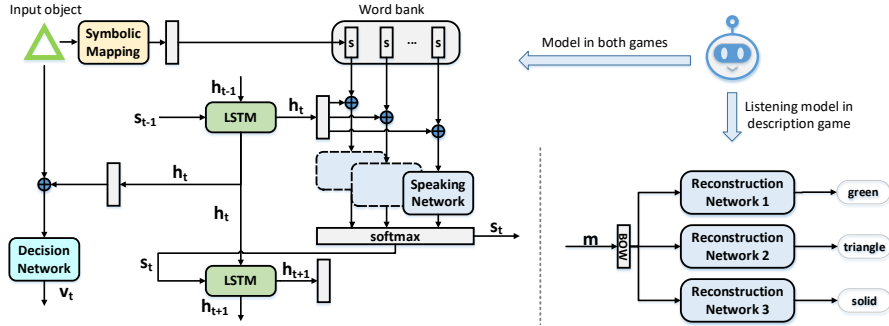 Input object
Word bank
Symbolic
Mapping
s
s
...
s
Model in both games
h_{t-1}
s_{t-1}
LSTM
h_t
Listening model in
description game
h_t
h_t
Speaking
Network
Reconstruction
Network 1
green
softmax
s_t
m
BOW
Reconstruction
Network 2
triangle
Decision
Network
s_t
LSTM
h_{t+1}
Reconstruction
Network 3
solid
v_t
h_{t+1}